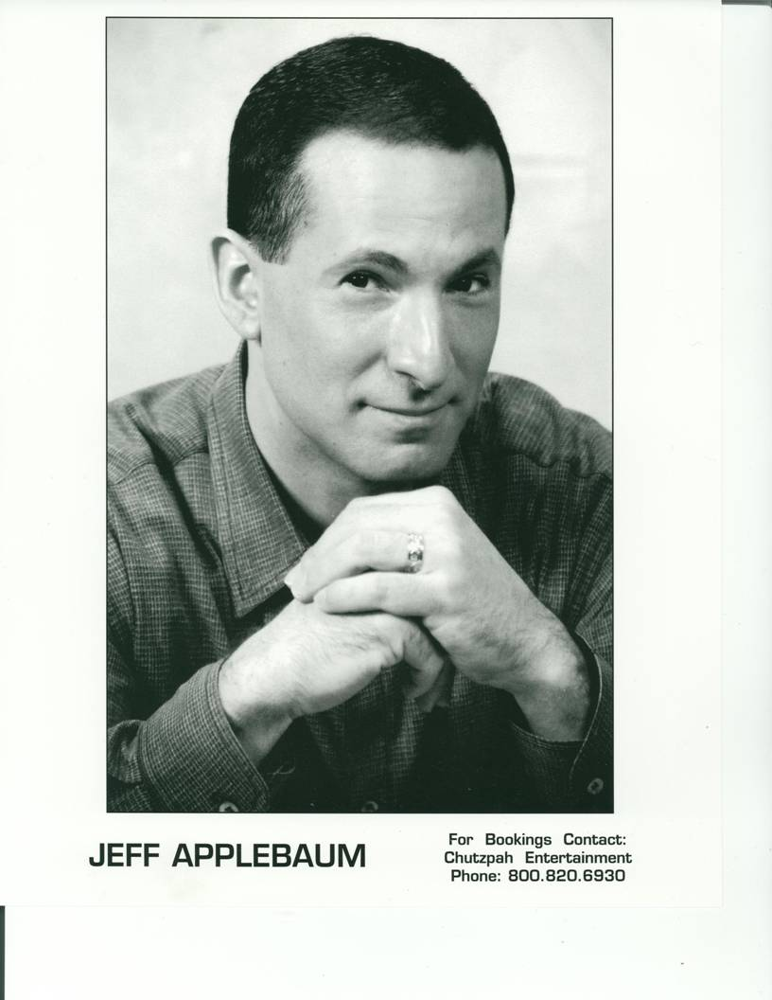 JEFF APPLEBAUM
For Bookings Contact:
Chutzpah Entertainment
Phone: 800.820.6930